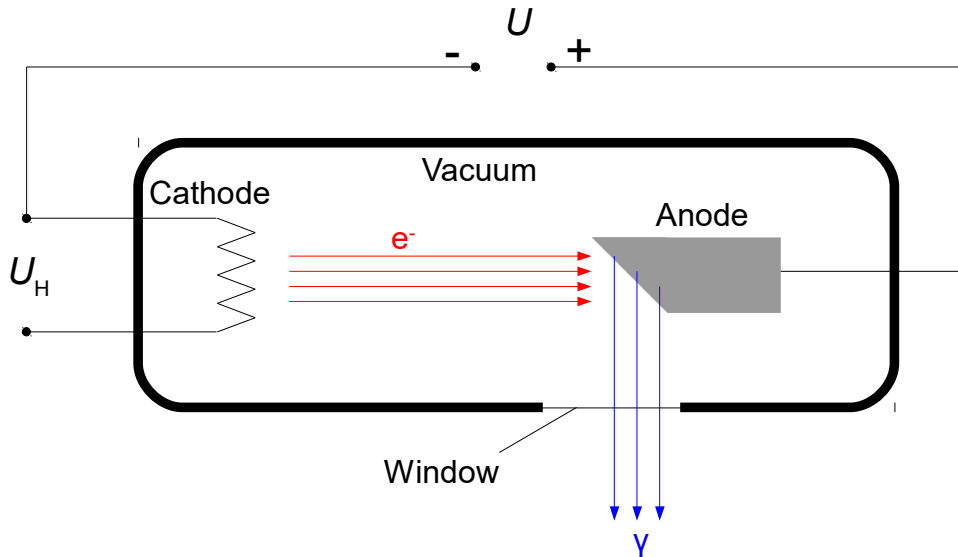 U
- +
Vacuum
Cathode
Anode
e-
UH
Window
γ